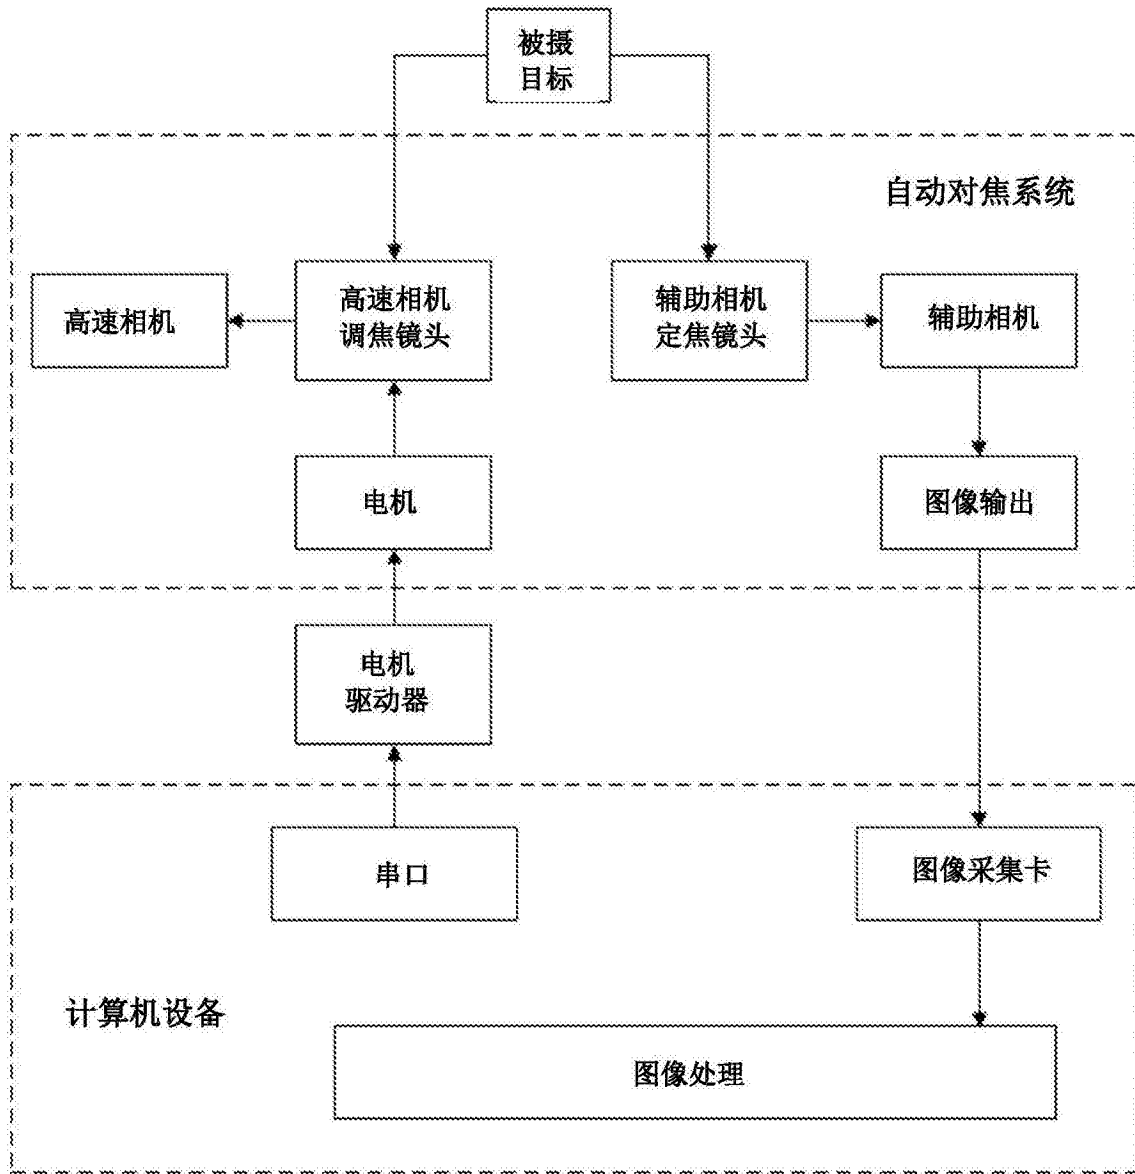 被摄
目标
自动对焦系统
高速相机
高速相机
调焦镜头
辅助相机
定焦镜头
辅助相机
电机
图像输出
电机
驱动器
串口
图像采集卡
计算机设备
图像处理